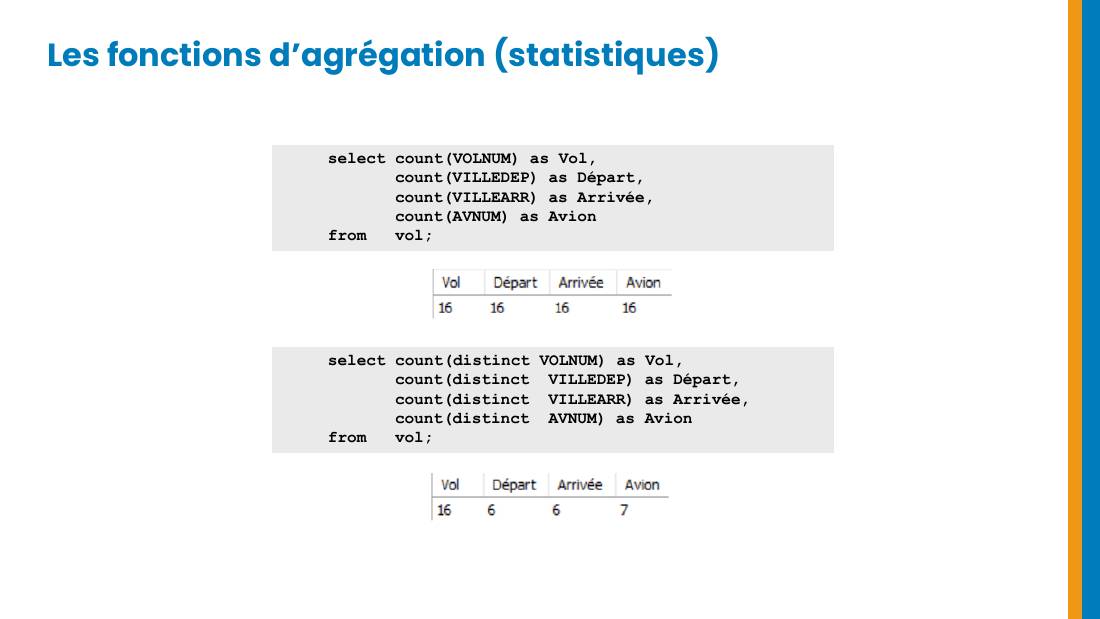 Les fonctions d’agrégation (statistiques)
select count(VOLNUM) as Vol,
count(VILLEDEP) as Départ,
count(VILLEARR) as Arrivée,
count(AVNUM) as Avion
from vol;
Vol Départ Arrivée Avion
16 16 16 16
select count(distinct VOLNUM) as Vol,
count(distinct VILLEDEP) as Départ,
count(distinct VILLEARR) as Arrivée,
count(distinct AVNUM) as Avion
from vol;
Vol Départ Arrivée Avion
16 6 6 7